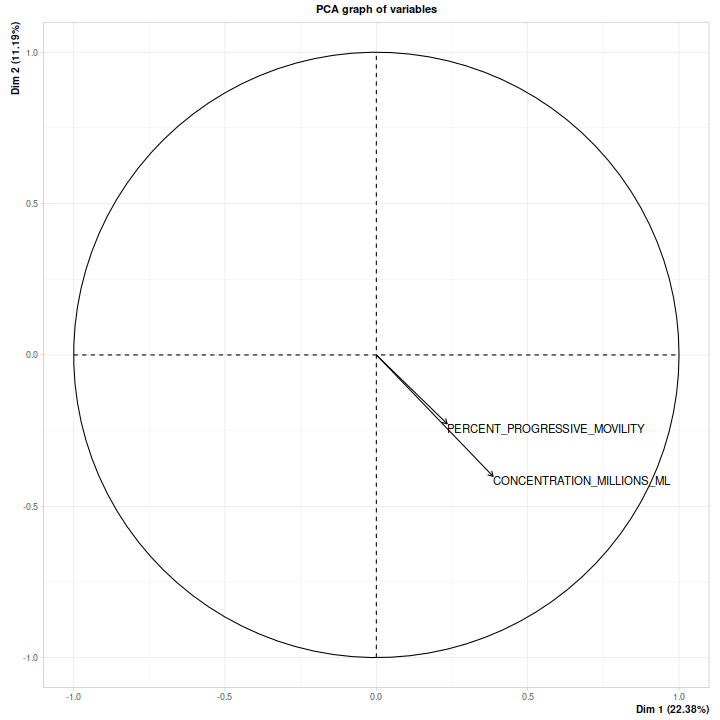 PCA graph of variables
Dim 2 (11.19%)
1.0
0.5
0.0
PERCENT_PROGRESSIVE_MOVILITY
CONCENTRATION_MILLIONS_ML
-0.5
-1.0
-1.0
-0.5
0.0
0.5
1.0
Dim 1 (22.38%)